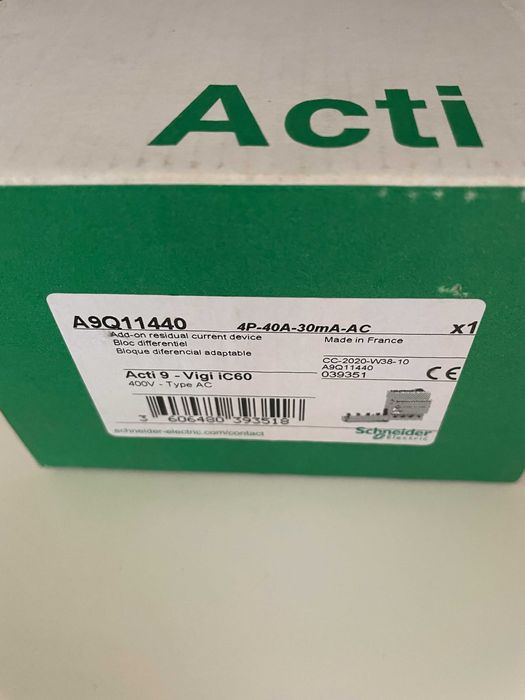 Acti
A9Q11440 4P-40A-30mA-AC x1
Add-on residual current device Made in France
Bloc differentiel
Bloque diferencial adaptable
CC-2020-W38-10
A9Q11440
039351 CE
Acti 9 - Vigi iC60
400V - Type AC
3 606480 393518
schneider-electric.com/contact
Schneider
Electric